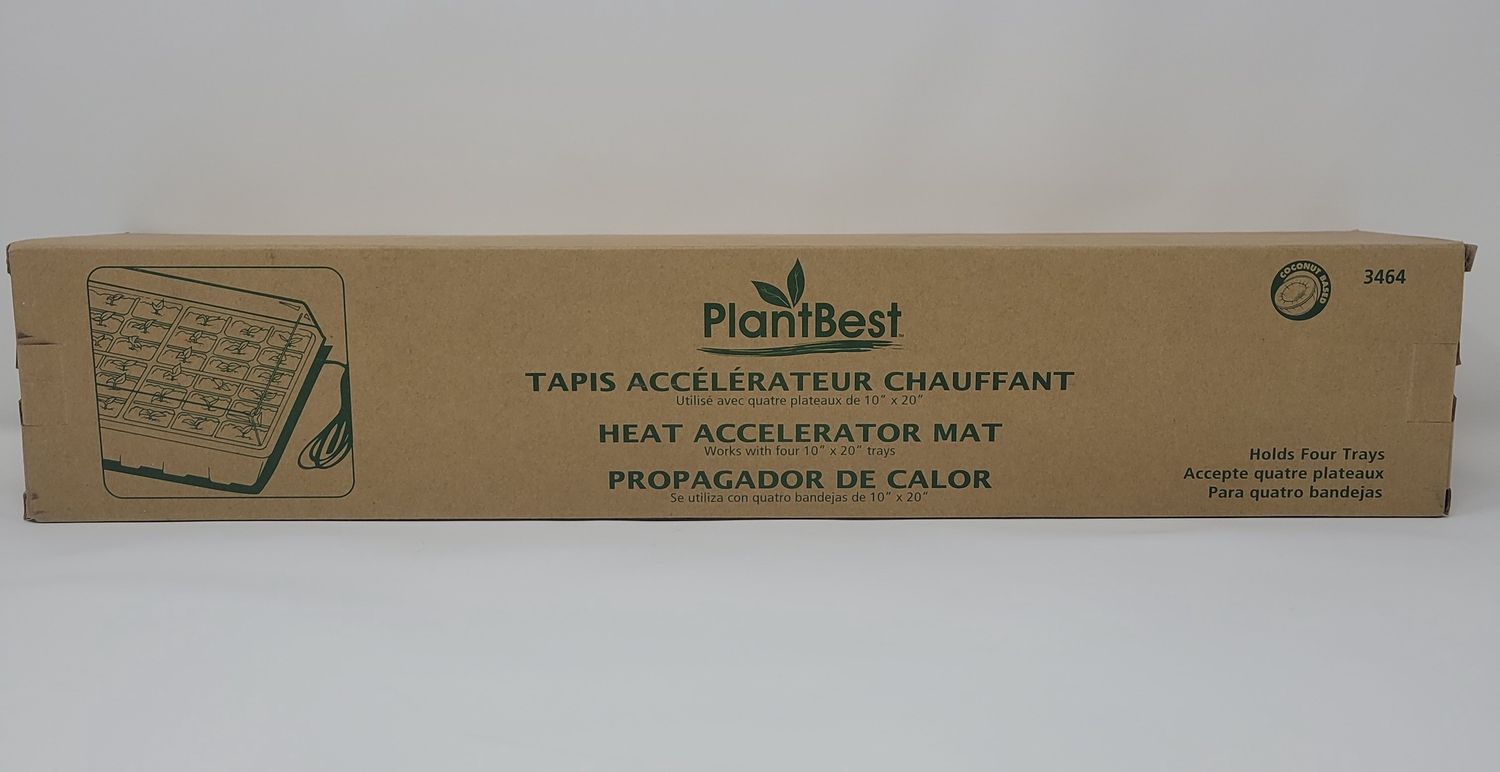 PlantBest™
TAPIS ACCÉLÉRATEUR CHAUFFANT
Utilisé avec quatre plateaux de 10” x 20”
HEAT ACCELERATOR MAT
Works with four 10” x 20” trays
PROPAGADOR DE CALOR
Se utiliza con quatro bandejas de 10” x 20”
COCONUT BASED
3464
Holds Four Trays
Accepte quatre plateaux
Para quatro bandejas